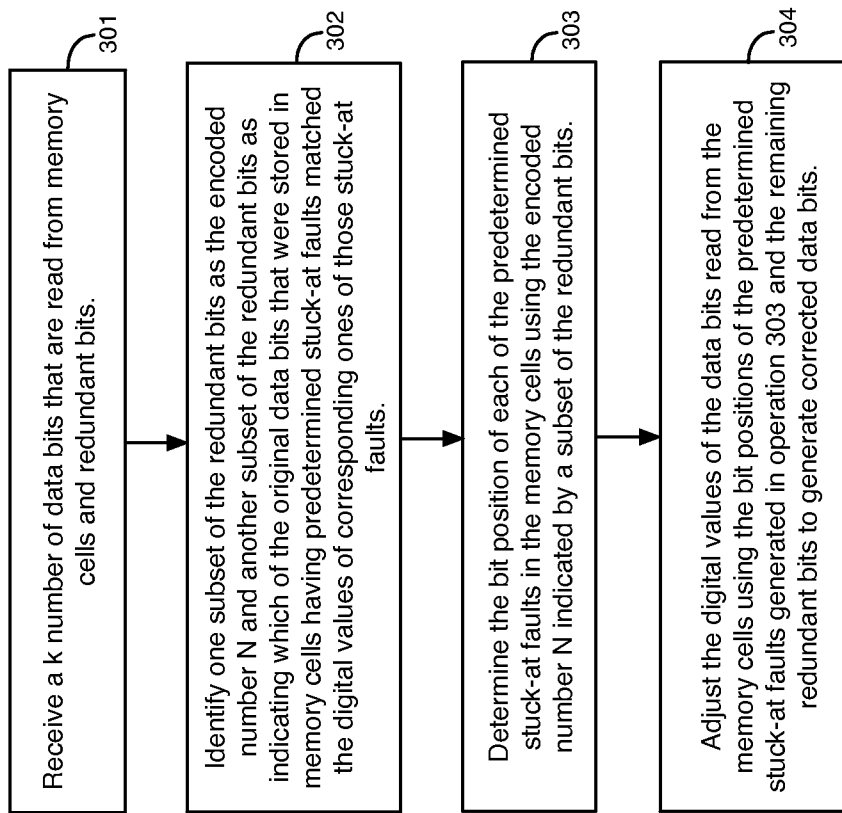 301
Receive a k number of data bits that are read from memory
cells and redundant bits.
302
Identify one subset of the redundant bits as the encoded
number N and another subset of the redundant bits as
indicating which of the original data bits that were stored in
memory cells having predetermined stuck-at faults matched
the digital values of corresponding ones of those stuck-at
faults.
303
Determine the bit position of each of the predetermined
stuck-at faults in the memory cells using the encoded
number N indicated by a subset of the redundant bits.
304
Adjust the digital values of the data bits read from the
memory cells using the bit positions of the predetermined
stuck-at faults generated in operation 303 and the remaining
redundant bits to generate corrected data bits.